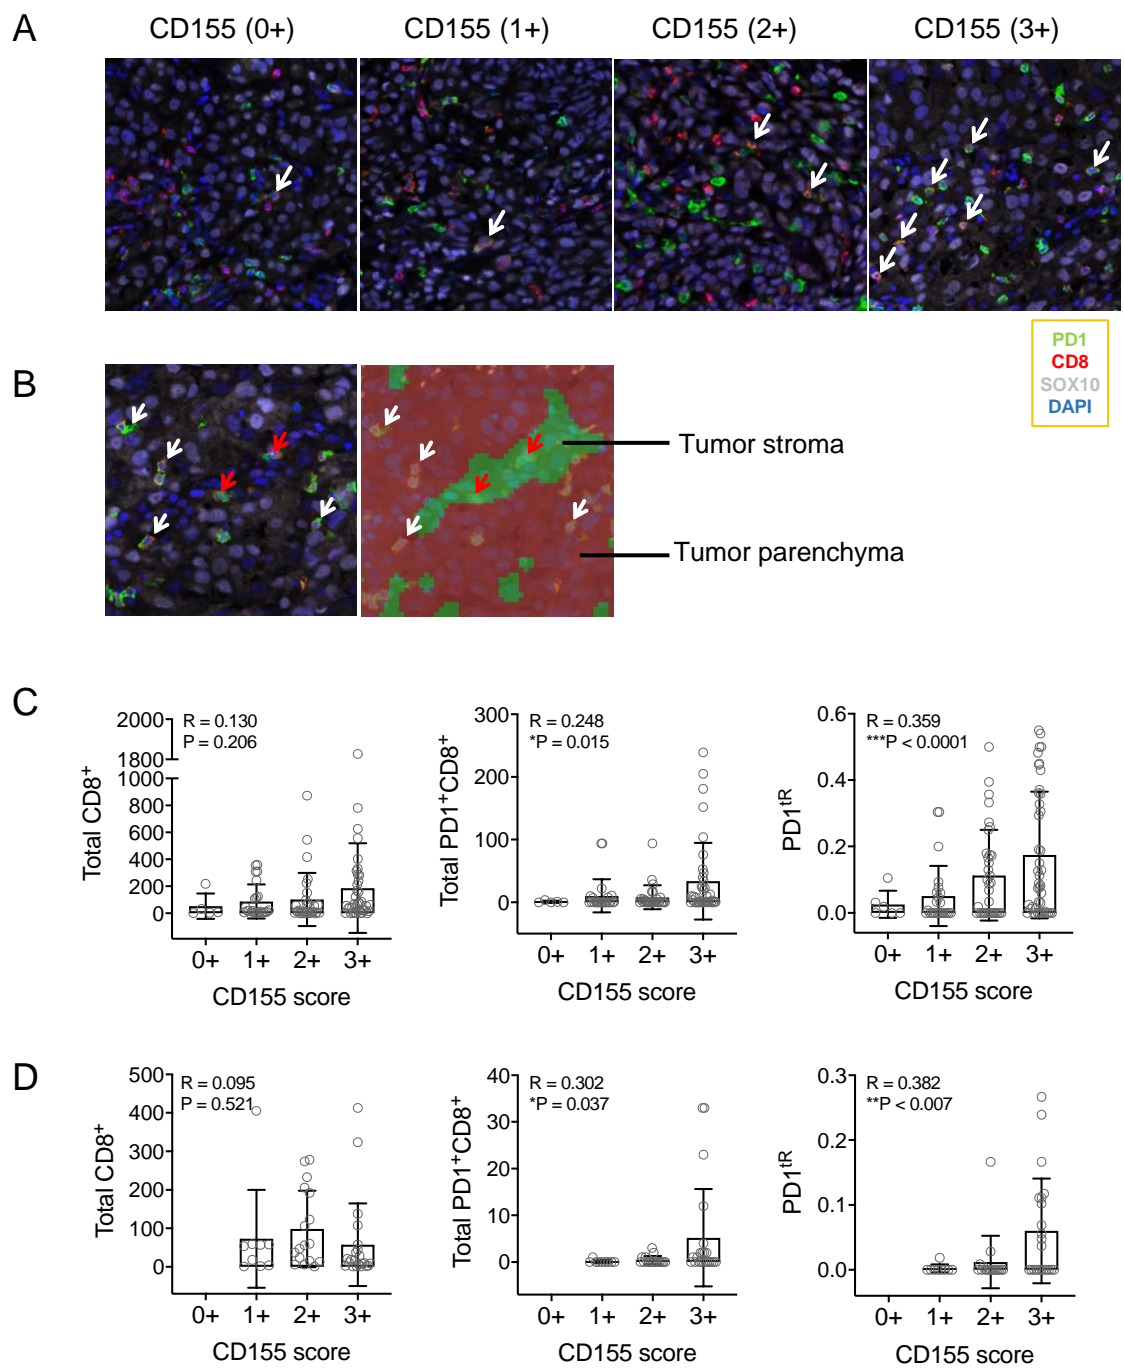 A
CD155 (0+)
CD155 (1+)
CD155 (2+)
CD155 (3+)
PD1
CD8
SOX10
DAPI
B
Tumor stroma
Tumor parenchyma
C
R = 0.130
P = 0.206
Total CD8⁺
2000
1800
1000
800
600
400
200
0
0+ 1+ 2+ 3+
CD155 score
R = 0.248
*P = 0.015
Total PD1⁺CD8⁺
300
200
100
0
0+ 1+ 2+ 3+
CD155 score
R = 0.359
***P < 0.0001
PD1ᵗᴿ
0.6
0.4
0.2
0.0
0+ 1+ 2+ 3+
CD155 score
D
R = 0.095
P = 0.521
Total CD8⁺
500
400
300
200
100
0
0+ 1+ 2+ 3+
CD155 score
R = 0.302
*P = 0.037
Total PD1⁺CD8⁺
40
30
20
10
0
0+ 1+ 2+ 3+
CD155 score
R = 0.382
**P < 0.007
PD1ᵗᴿ
0.3
0.2
0.1
0.0
0+ 1+ 2+ 3+
CD155 score